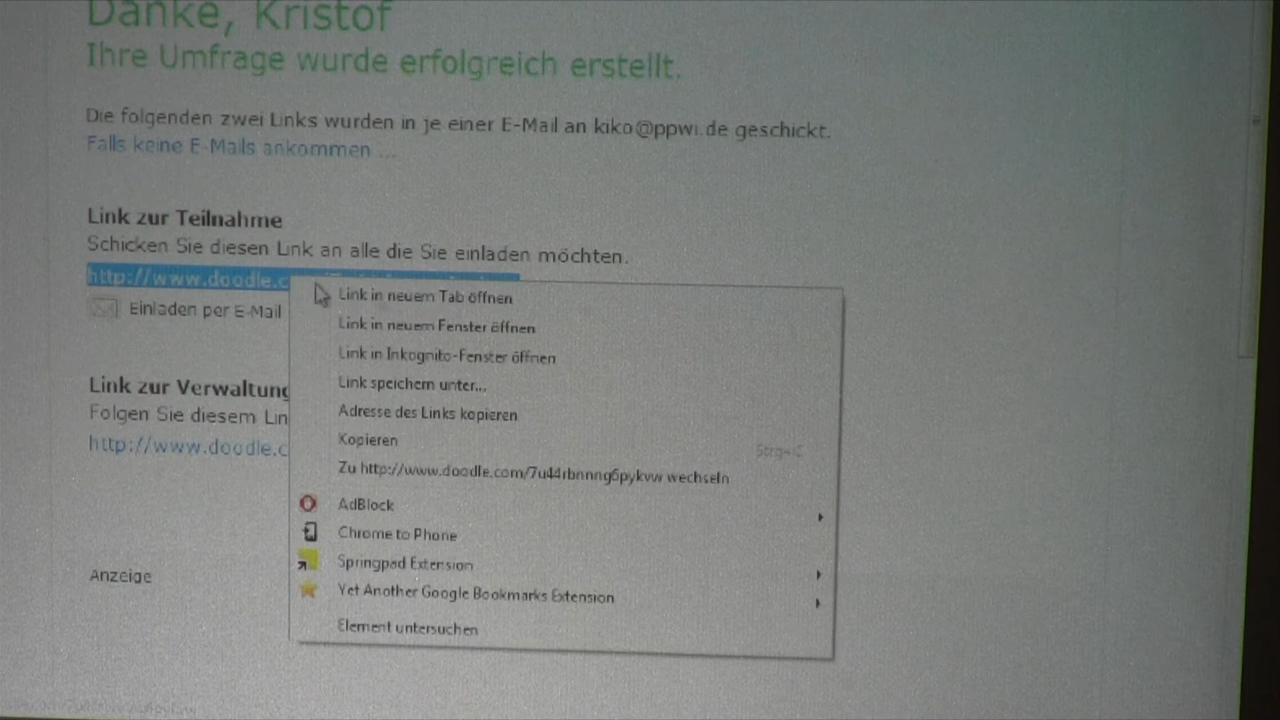 Danke, Kristof
Ihre Umfrage wurde erfolgreich erstellt.
Die folgenden zwei Links wurden in je einer E-Mail an kiko@ppwi.de geschickt.
Falls keine E-Mails ankommen ...
Link zur Teilnahme
Schicken Sie diesen Link an alle die Sie einladen möchten.
http://www.doodle.c
Einladen per E-Mail
Link in neuem Tab öffnen
Link in neuem Fenster öffnen
Link in Inkognito-Fenster öffnen
Link speichern unter...
Link zur Verwaltung
Adresse des Links kopieren
Folgen Sie diesem Lin
Kopieren
Strg+C
http://www.doodle.c
Zu http://www.doodle.com/7u44rbnnng6pykvw wechseln
AdBlock
Chrome to Phone
Springpad Extension
Anzeige
Yet Another Google Bookmarks Extension
Element untersuchen